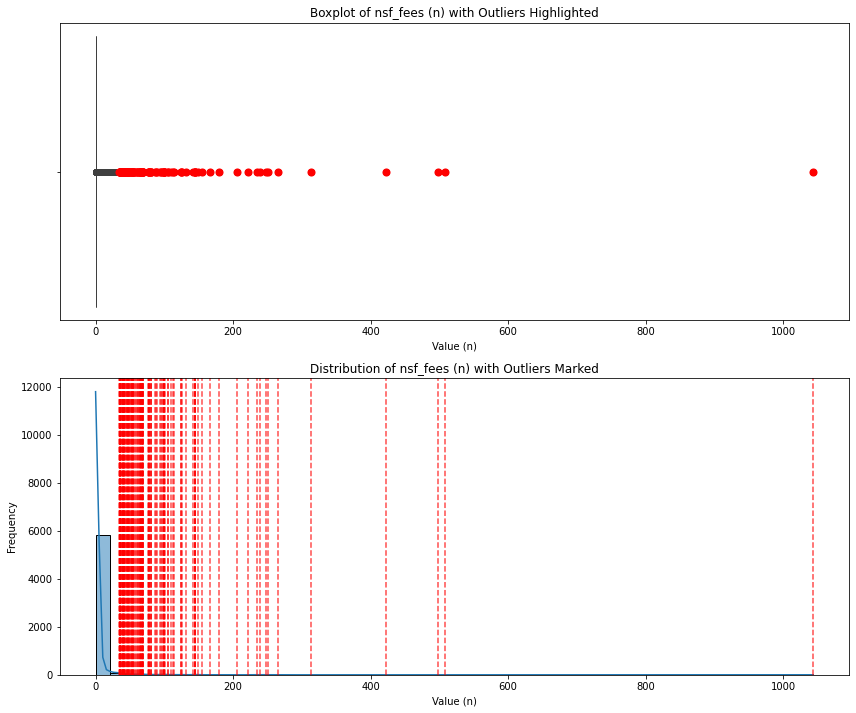 Boxplot of nsf_fees (n) with Outliers Highlighted
0 200 400 600 800 1000
Value (n)
Distribution of nsf_fees (n) with Outliers Marked
12000
10000
8000
6000
4000
2000
0
Frequency
0 200 400 600 800 1000
Value (n)